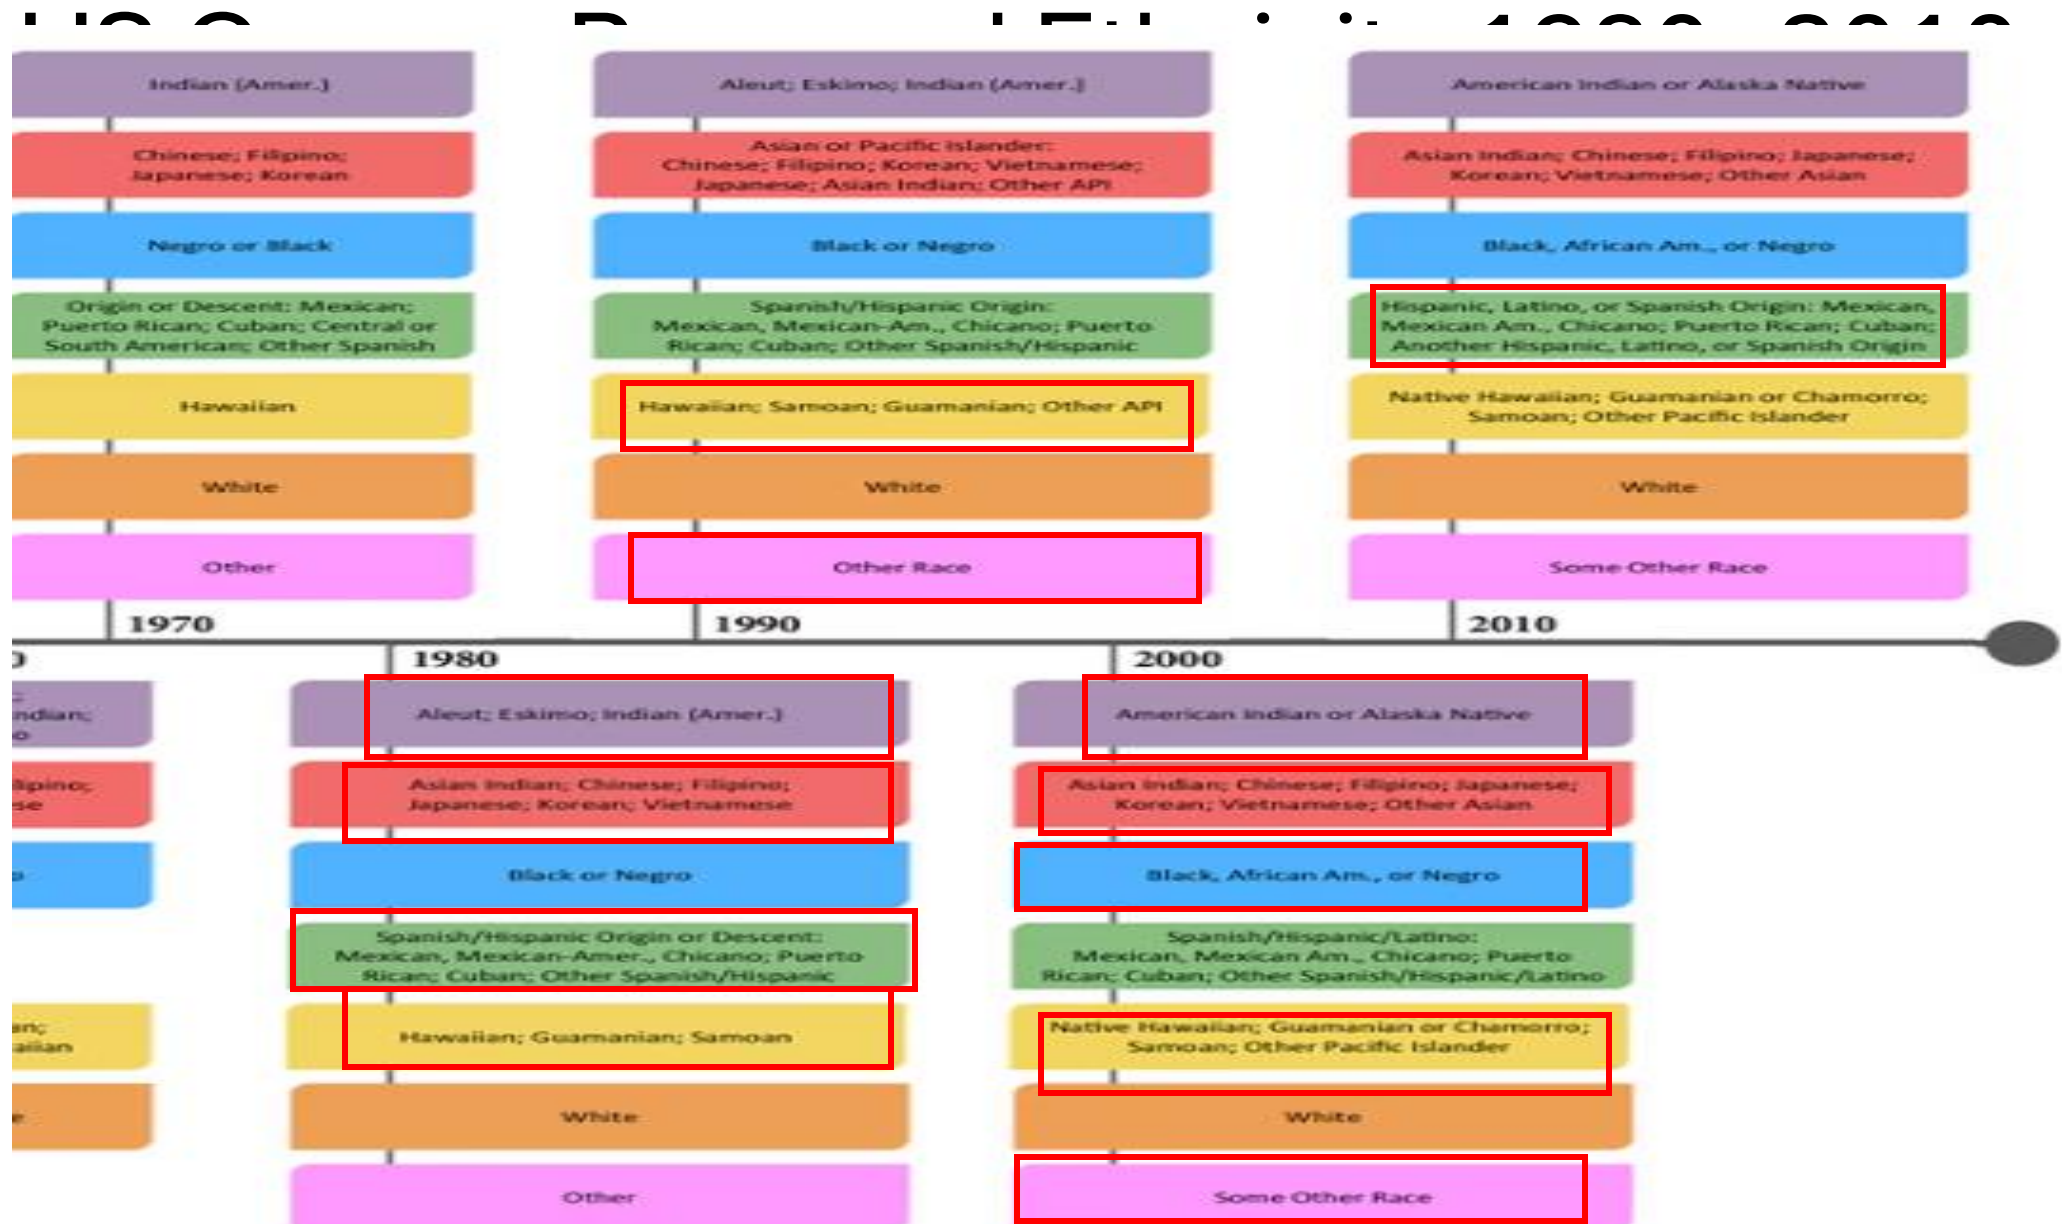 Indian (Amer.)
Chinese; Filipino;
Japanese; Korean
Negro or Black
Origin or Descent: Mexican;
Puerto Rican; Cuban; Central or
South American; Other Spanish
Hawaiian
White
Other
1970
Aleut; Eskimo; Indian (Amer.)
Asian or Pacific Islander:
Chinese; Filipino; Korean; Vietnamese;
Japanese; Asian Indian; Other API
Black or Negro
Spanish/Hispanic Origin:
Mexican, Mexican-Am., Chicano; Puerto
Rican; Cuban; Other Spanish/Hispanic
Hawaiian; Samoan; Guamanian; Other API
White
Other Race
1990
American Indian or Alaska Native
Asian Indian; Chinese; Filipino; Japanese;
Korean; Vietnamese; Other Asian
Black, African Am., or Negro
Hispanic, Latino, or Spanish Origin: Mexican,
Mexican Am., Chicano; Puerto Rican; Cuban;
Another Hispanic, Latino, or Spanish Origin
Native Hawaiian; Guamanian or Chamorro;
Samoan; Other Pacific Islander
White
Some Other Race
2010
1980
Aleut; Eskimo; Indian (Amer.)
Asian Indian; Chinese; Filipino;
Japanese; Korean; Vietnamese
Black or Negro
Spanish/Hispanic Origin or Descent:
Mexican, Mexican-Amer., Chicano; Puerto
Rican; Cuban; Other Spanish/Hispanic
Hawaiian; Guamanian; Samoan
White
Other
2000
American Indian or Alaska Native
Asian Indian; Chinese; Filipino; Japanese;
Korean; Vietnamese; Other Asian
Black, African Am., or Negro
Spanish/Hispanic/Latino:
Mexican, Mexican Am., Chicano; Puerto
Rican; Cuban; Other Spanish/Hispanic/Latino
Native Hawaiian; Guamanian or Chamorro;
Samoan; Other Pacific Islander
White
Some Other Race